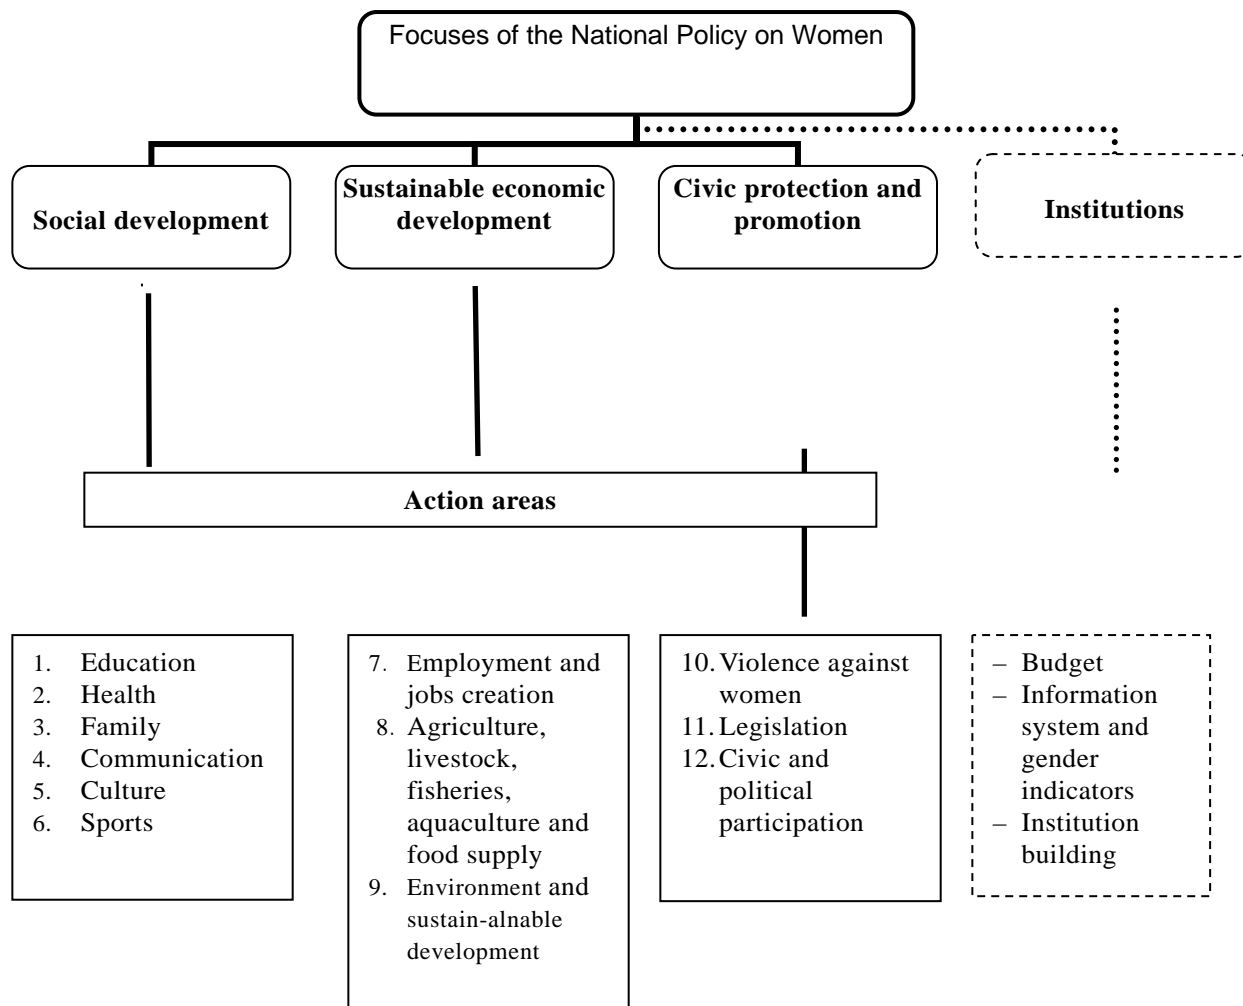 Focuses of the National Policy on Women
Social development
Sustainable economic
development
Civic protection and
promotion
Institutions
Action areas
1. Education
2. Health
3. Family
4. Communication
5. Culture
6. Sports
7. Employment and
jobs creation
8. Agriculture,
livestock,
fisheries,
aquaculture and
food supply
9. Environment and
sustain-alnable
development
10. Violence against
women
11. Legislation
12. Civic and
political
participation
– Budget
– Information
system and
gender
indicators
– Institution
building